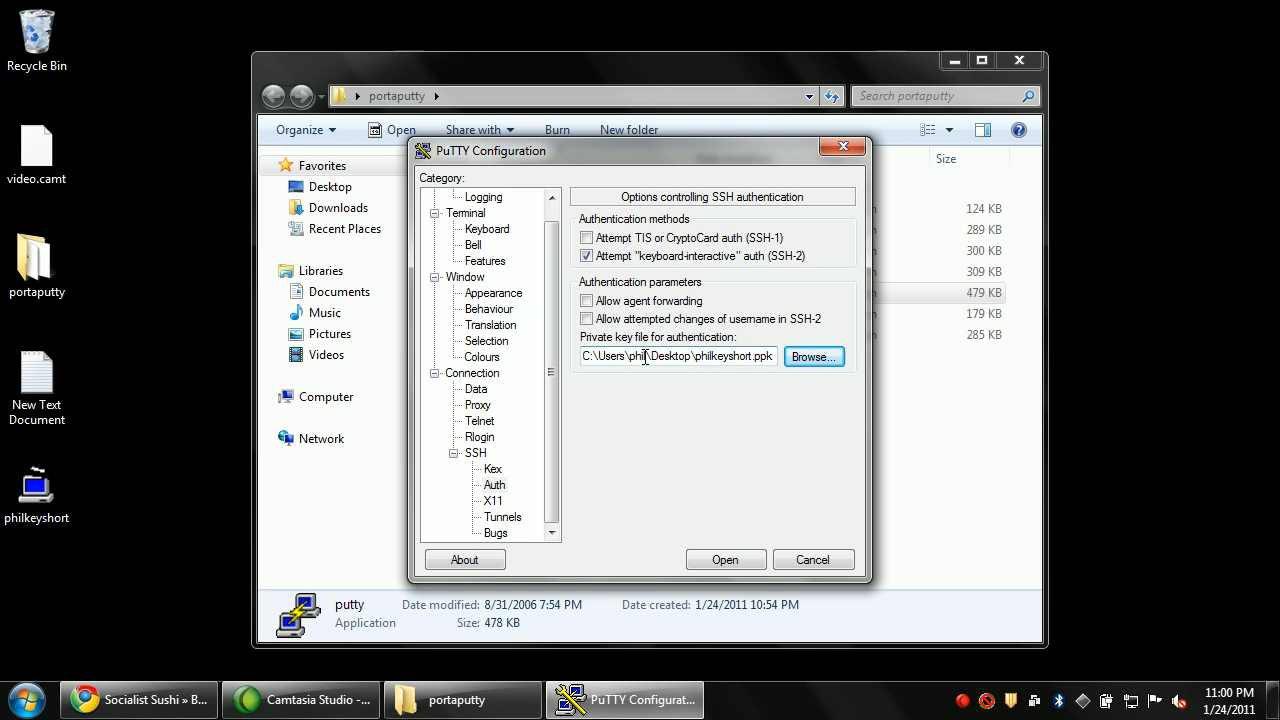 Recycle Bin
video.camt
portaputty
New Text
Document
philkeyshort
portaputty
Search portaputty
Organize
Open
Share with
Burn
New folder
Size
Favorites
Desktop
Downloads
Recent Places
Libraries
Documents
Music
Pictures
Videos
Computer
Network
124 KB
289 KB
300 KB
309 KB
479 KB
179 KB
335 KB
PuTTY Configuration
Category:
Logging
Terminal
Keyboard
Bell
Features
Window
Appearance
Behaviour
Translation
Selection
Colours
Connection
Data
Proxy
Telnet
Rlogin
SSH
Kex
Auth
X11
Tunnels
Bugs
Options controlling SSH authentication
Authentication methods
Attempt TIS or CryptoCard auth (SSH-1)
Attempt "keyboard-interactive" auth (SSH-2)
Authentication parameters
Allow agent forwarding
Allow attempted changes of username in SSH-2
Private key file for authentication:
C:\Users\phil\Desktop\philkeyshort.ppk
Browse...
About
Open
Cancel
putty
Date modified: 8/31/2006 7:54 PM
Date created: 1/24/2011 10:54 PM
Application
Size: 478 KB
Socialist Sushi » B...
Camtasia Studio -...
portaputty
PuTTY Configurat...
11:00 PM
1/24/2011